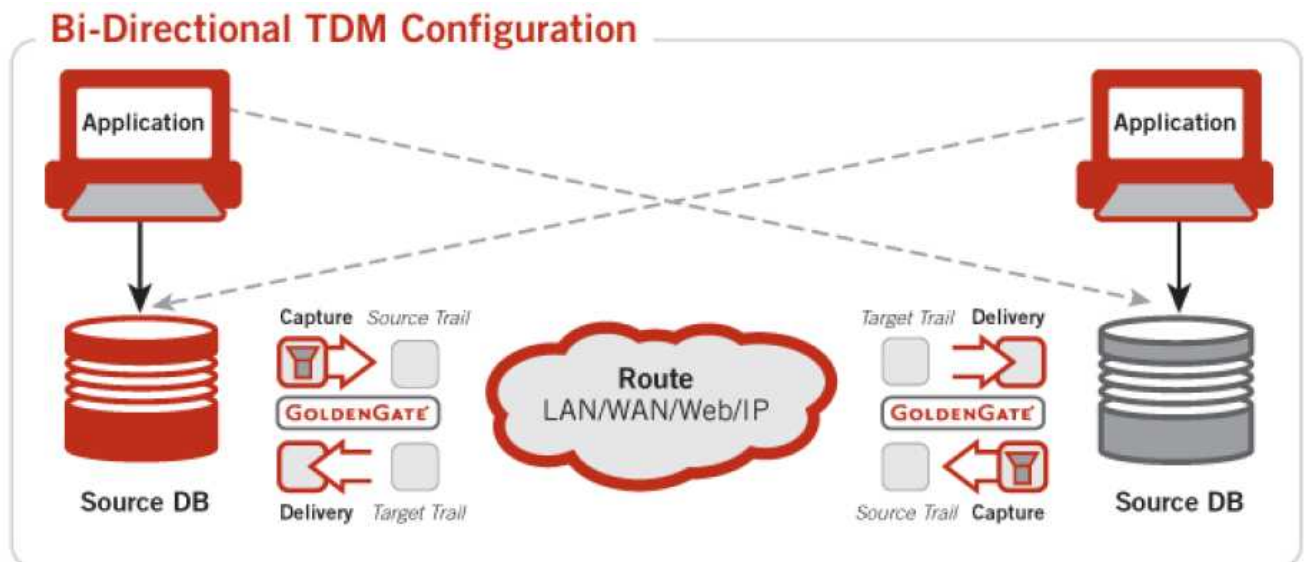 Bi-Directional TDM Configuration
Application
Application
Capture Source Trail
Target Trail Delivery
Route
LAN/WAN/Web/IP
GOLDENGATE
GOLDENGATE
Source DB
Delivery Target Trail
Source Trail Capture
Source DB